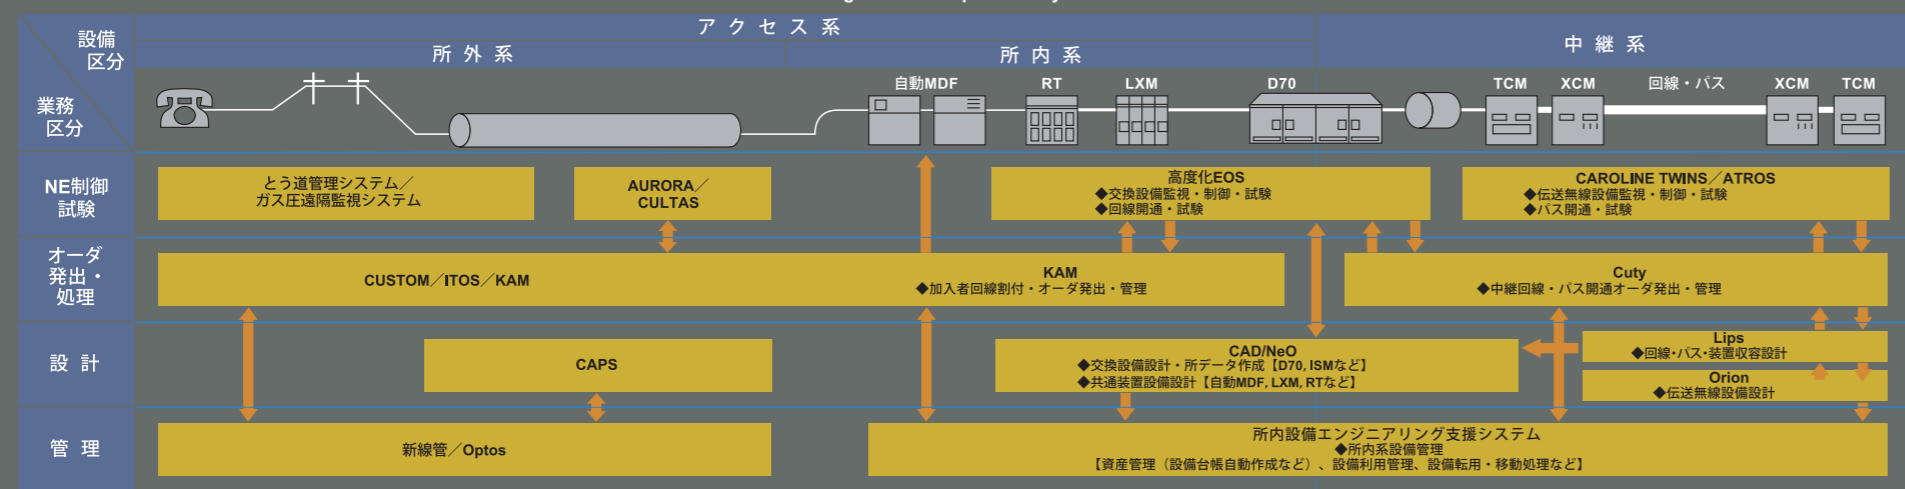 設備
区分
業務
区分
アクセス系
所外系
所内系
中継系
自動MDF
RT
LXM
D70
TCM
XCM
回線・パス
XCM
TCM
NE制御
試験
とう道管理システム／
ガス圧遠隔監視システム
AURORA／
CULTAS
高度化EOS
◆交換設備監視・制御・試験
◆回線開通・試験
CAROLINE TWINS／ATROS
◆伝送無線設備監視・制御・試験
◆パス開通・試験
オーダ
発出・
処理
CUSTOM／ITOS／KAM
KAM
◆加入者回線割付・オーダ発出・管理
Cuty
◆中継回線・パス開通オーダ発出・管理
設計
CAPS
CAD/NeO
◆交換設備設計・所データ作成【D70, ISMなど】
◆共通装置設備設計【自動MDF, LXM, RTなど】
Lips
◆回線・パス・装置収容設計
Orion
◆伝送無線設備設計
管理
新線管／Optos
所内設備エンジニアリング支援システム
◆所内系設備管理
【資産管理（設備台帳自動作成など）、設備利用管理、設備転用・移動処理など】